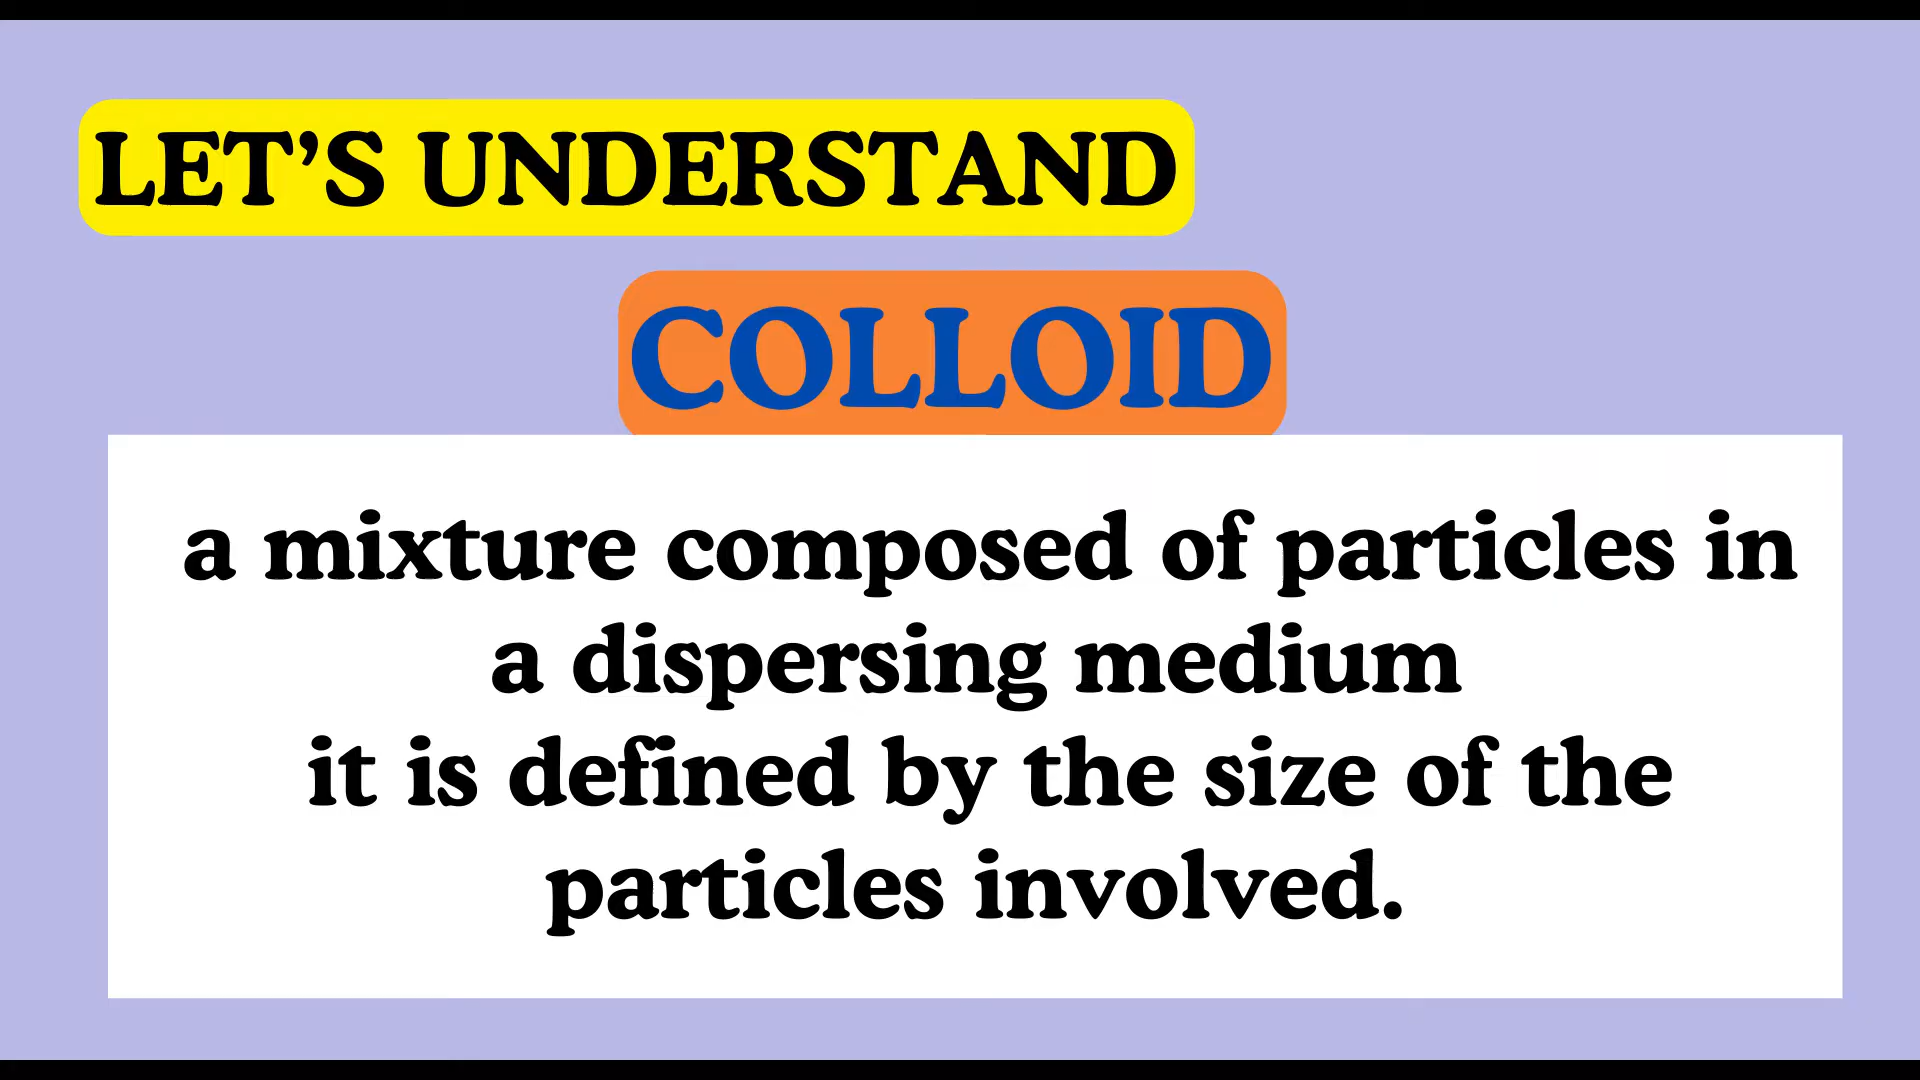 LET’S UNDERSTAND
COLLOID
a mixture composed of particles in
a dispersing medium
it is defined by the size of the
particles involved.